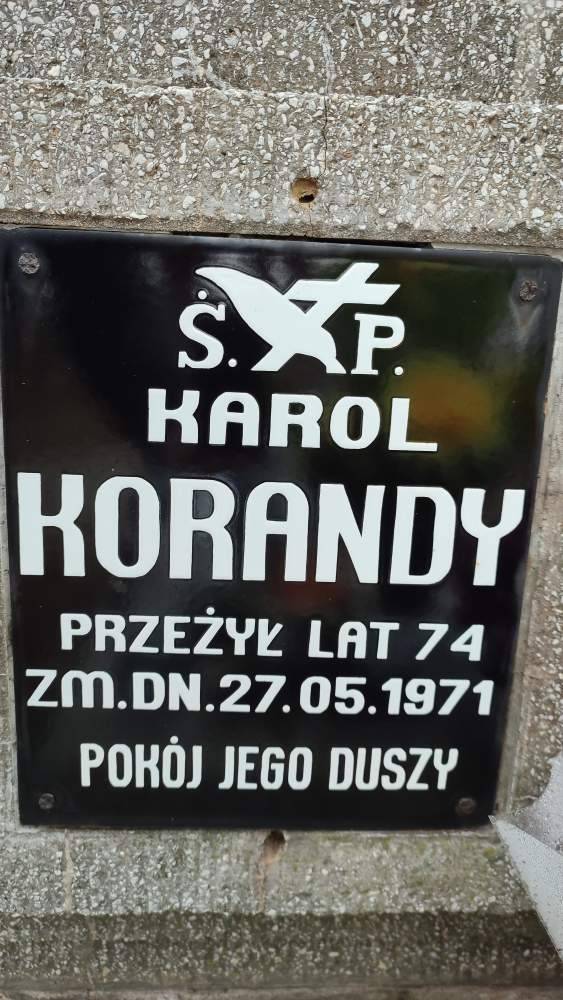 Ś. P.
KAROL
KORANDY
PRZEŻYŁ LAT 74
ZM.DN.27.05.1971
POKÓJ JEGO DUSZY